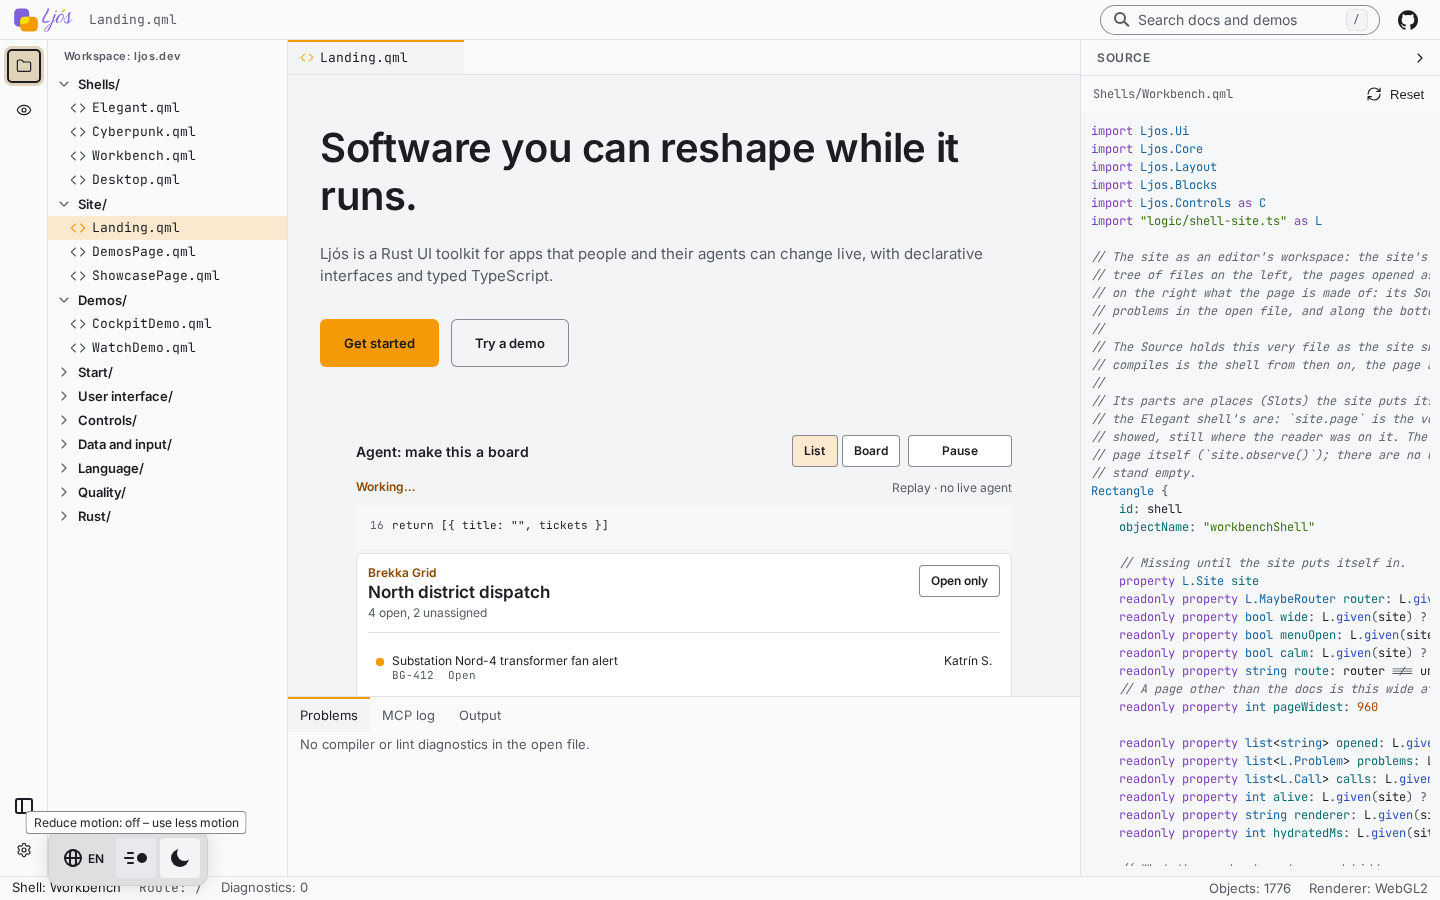 Ljós
Landing.qml
Search docs and demos
/
Workspace: ljos.dev
Shells/
Elegant.qml
Cyberpunk.qml
Workbench.qml
Desktop.qml
Site/
Landing.qml
DemosPage.qml
ShowcasePage.qml
Demos/
CockpitDemo.qml
WatchDemo.qml
Start/
User interface/
Controls/
Data and input/
Language/
Quality/
Rust/
Landing.qml
Software you can reshape while it
runs.
Ljós is a Rust UI toolkit for apps that people and their agents can change live, with declarative
interfaces and typed TypeScript.
Get started
Try a demo
Agent: make this a board
List
Board
Pause
Working...
Replay · no live agent
16 return [{ title: "", tickets }]
Brekka Grid
North district dispatch
4 open, 2 unassigned
Open only
Substation Nord-4 transformer fan alert
Katrín S.
BG-412 Open
Problems
MCP log
Output
No compiler or lint diagnostics in the open file.
SOURCE
Shells/Workbench.qml
Reset
import Ljos.Ui
import Ljos.Core
import Ljos.Layout
import Ljos.Blocks
import Ljos.Controls as C
import "logic/shell-site.ts" as L
// The site as an editor's workspace: the site's
// tree of files on the left, the pages opened as
// on the right what the page is made of: its Sou
// problems in the open file, and along the botto
//
// The Source holds this very file as the site sh
// compiles is the shell from then on, the page a
//
// Its parts are places (Slots) the site puts its
// the Elegant shell's are: `site.page` is the ve
// showed, still where the reader was on it. The
// page itself (`site.observe()`); there are no
// stand empty.
Rectangle {
id: shell
objectName: "workbenchShell"
// Missing until the site puts itself in.
property L.Site site
readonly property L.MaybeRouter router: L.giv
readonly property bool wide: L.given(site) ?
readonly property bool menuOpen: L.given(site
readonly property bool calm: L.given(site) ?
readonly property string route: router !== un
// A page other than the docs is this wide at
readonly property int pageWidest: 960
readonly property list<string> opened: L.give
readonly property list<L.Problem> problems: L
readonly property list<L.Call> calls: L.given
readonly property int alive: L.given(site) ?
readonly property string renderer: L.given(si
readonly property int hydratedMs: L.given(sit
Reduce motion: off – use less motion
EN
Shell: Workbench
Route: /
Diagnostics: 0
Objects: 1776
Renderer: WebGL2